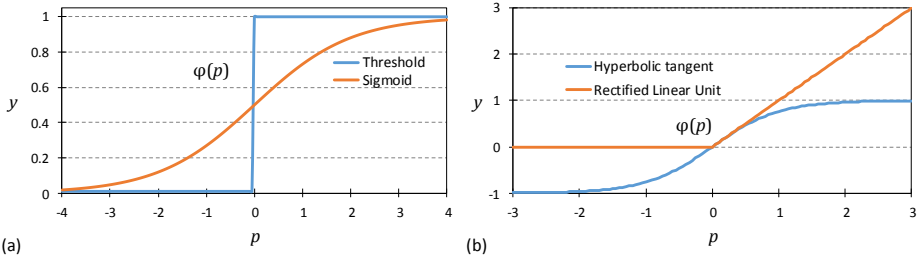 1
0.8
0.6
0.4
0.2
0
y
φ(p)
Threshold
Sigmoid
-4 -3 -2 -1 0 1 2 3 4
p
(a)
3
2
1
0
-1
y
Hyperbolic tangent
Rectified Linear Unit
φ(p)
-3 -2 -1 0 1 2 3
p
(b)